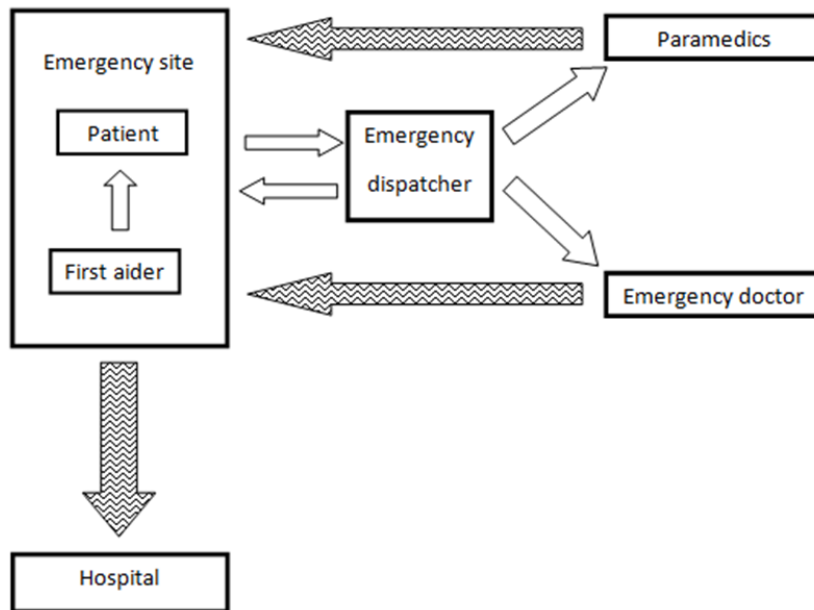 Emergency site
Patient
First aider
Emergency
dispatcher
Paramedics
Emergency doctor
Hospital